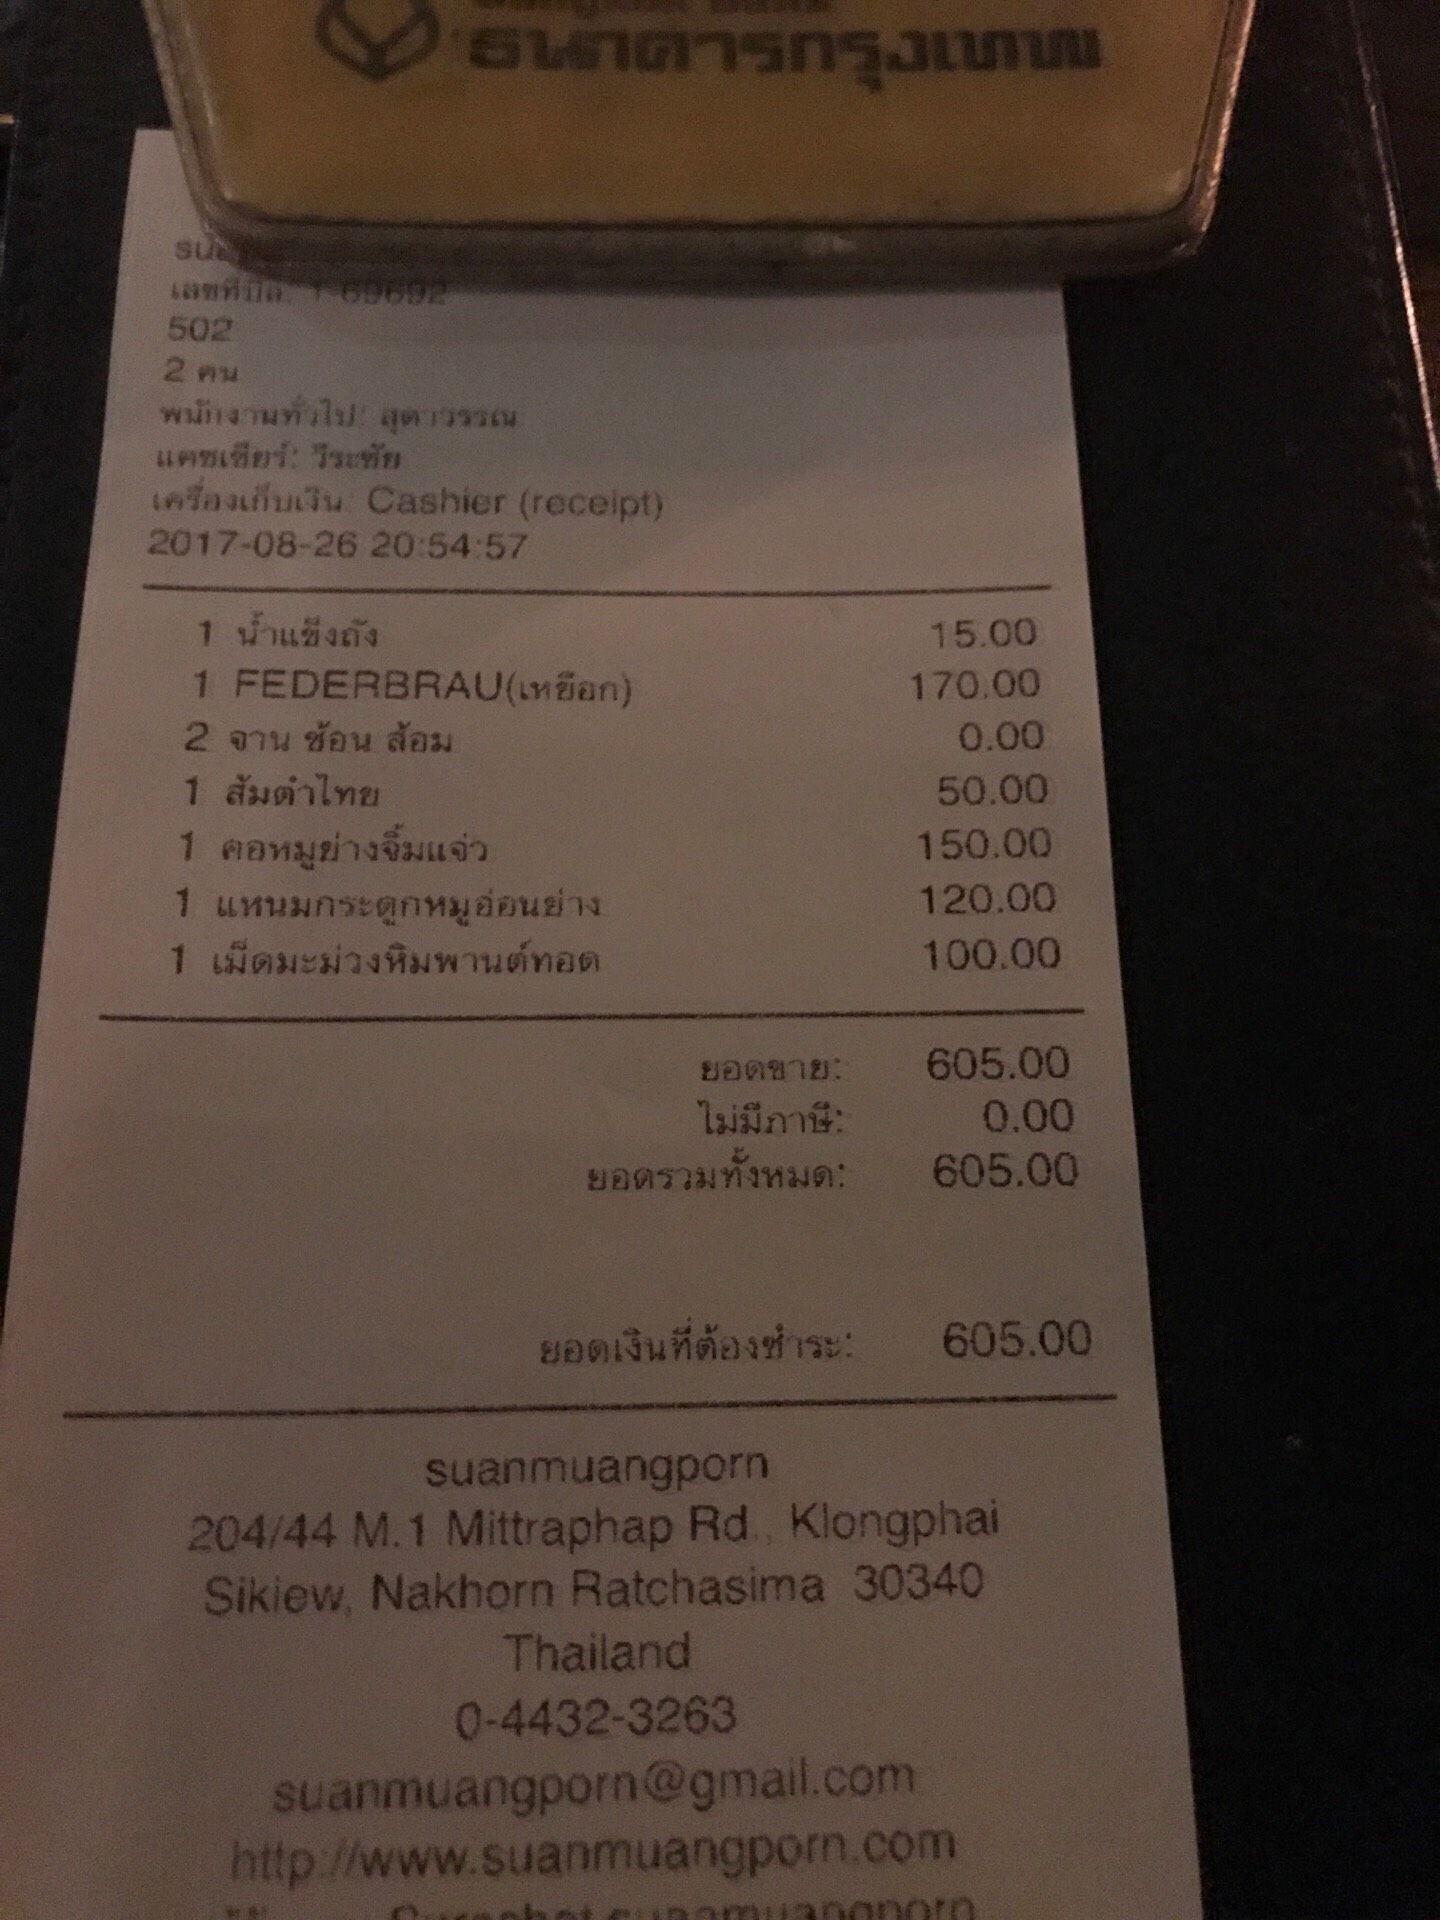 ธนาคารกรุงเทพ
เลขที่บิล: 1-69692
502
2 คน
พนักงานทั่วไป: สุดาวรรณ
แคชเชียร์: วีระชัย
เครื่องเก็บเงิน: Cashier (receipt)
2017-08-26 20:54:57
1 น้ำแข็งถัง 15.00
1 FEDERBRAU(เหยือก) 170.00
2 จาน ช้อน ส้อม 0.00
1 ส้มตำไทย 50.00
1 คอหมูย่างจิ้มแจ่ว 150.00
1 แหนมกระดูกหมูอ่อนย่าง 120.00
1 เม็ดมะม่วงหิมพานต์ทอด 100.00
ยอดขาย: 605.00
ไม่มีภาษี: 0.00
ยอดรวมทั้งหมด: 605.00
ยอดเงินที่ต้องชำระ: 605.00
suanmuangporn
204/44 M.1 Mittraphap Rd., Klongphai
Sikiew, Nakhorn Ratchasima 30340
Thailand
0-4432-3263
suanmuangporn@gmail.com
http://www.suanmuangporn.com
suanmuangporn